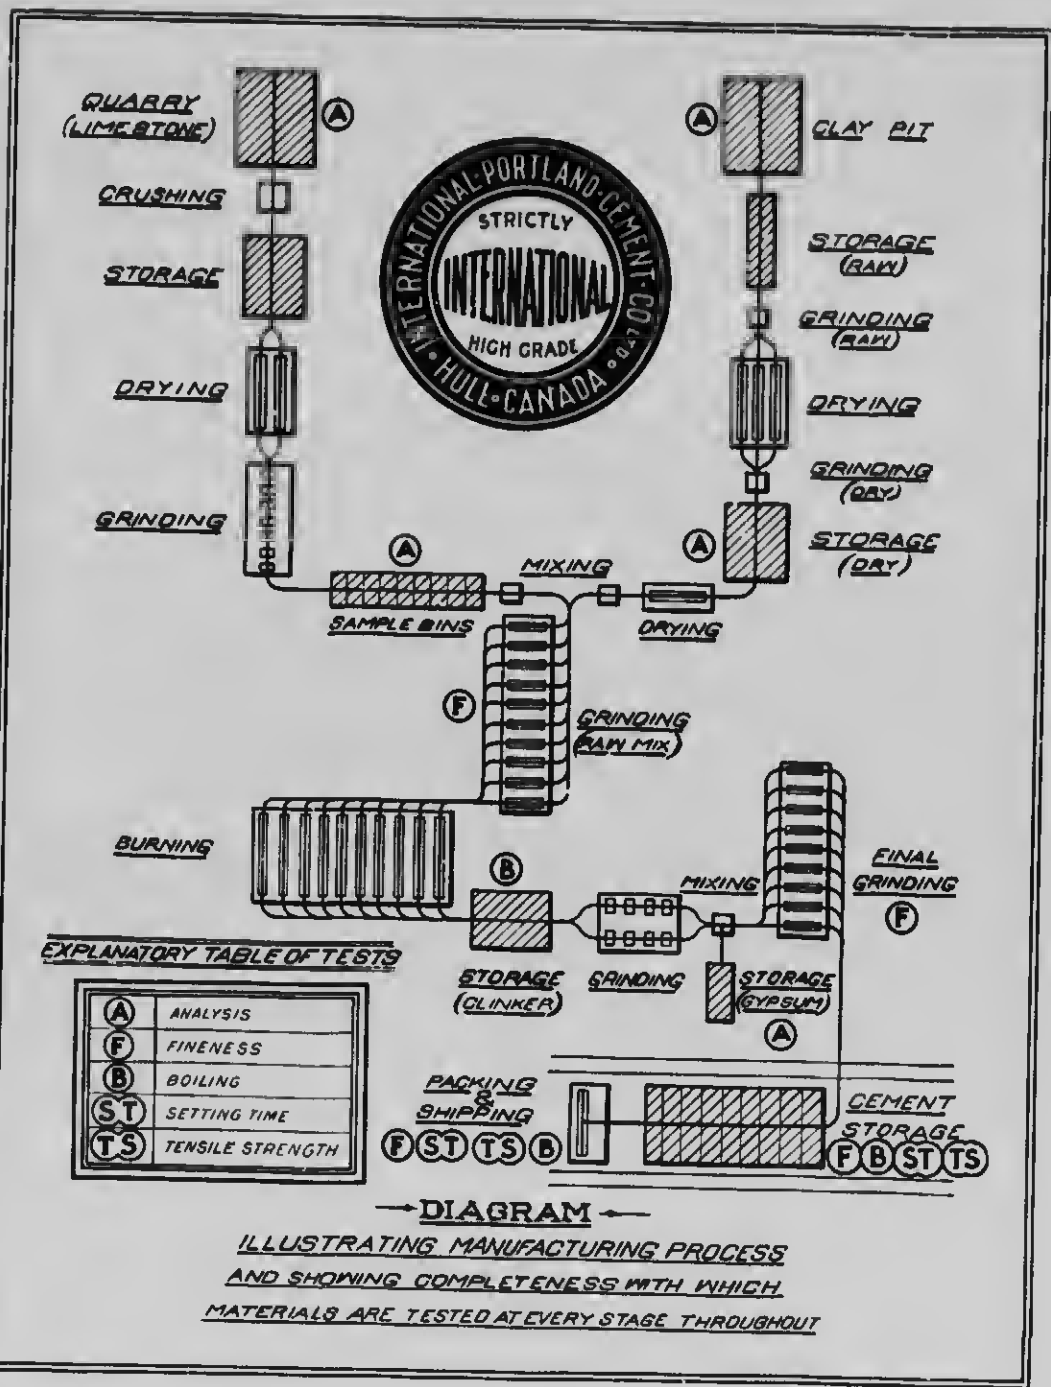 QUARRY
(LIMESTONE)
A
CRUSHING
STORAGE
DRYING
GRINDING
INTERNATIONAL·PORTLAND·CEMENT·CO LTD·
HULL·CANADA
STRICTLY
INTERNATIONAL
HIGH GRADE
A
CLAY PIT
STORAGE
(RAW)
GRINDING
(RAW)
DRYING
GRINDING
(DRY)
A
STORAGE
(DRY)
A
SAMPLE BINS
MIXING
DRYING
F
GRINDING
(RAW MIX)
BURNING
B
STORAGE
(CLINKER)
GRINDING
MIXING
STORAGE
(GYPSUM)
A
FINAL
GRINDING
F
EXPLANATORY TABLE OF TESTS
A ANALYSIS
F FINENESS
B BOILING
ST SETTING TIME
TS TENSILE STRENGTH
PACKING
&
SHIPPING
F ST TS B
CEMENT
STORAGE
F B ST TS
DIAGRAM
ILLUSTRATING MANUFACTURING PROCESS
AND SHOWING COMPLETENESS WITH WHICH
MATERIALS ARE TESTED AT EVERY STAGE THROUGHOUT